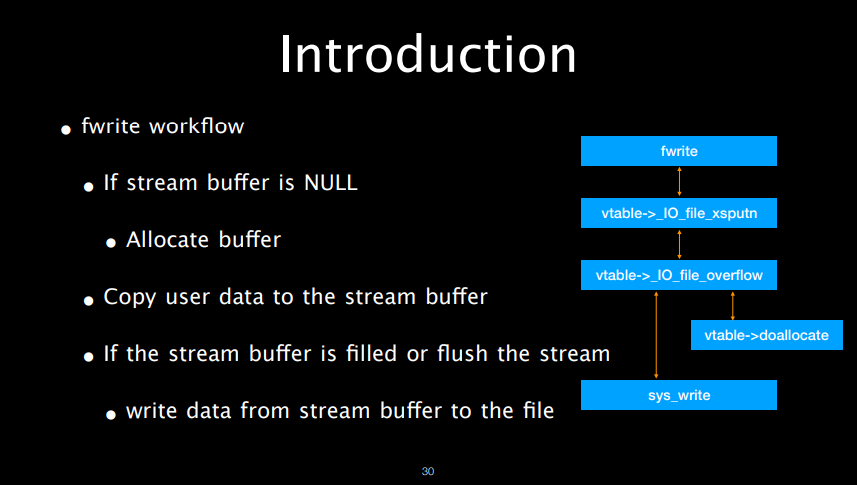 Introduction
• fwrite workflow
• If stream buffer is NULL
• Allocate buffer
• Copy user data to the stream buffer
• If the stream buffer is filled or flush the stream
• write data from stream buffer to the file
fwrite
vtable->_IO_file_xsputn
vtable->_IO_file_overflow
vtable->doallocate
sys_write
30